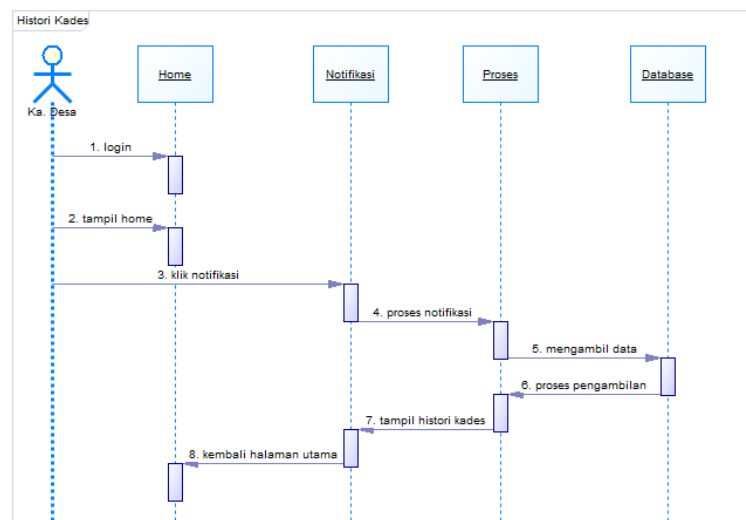 Histori Kades
Home
Notifikasi
Proses
Database
Ka. Desa
1. login
2. tampil home
3. klik notifikasi
4. proses notifikasi
5. mengambil data
6. proses pengambilan
7. tampil histori kades
8. kembali halaman utama